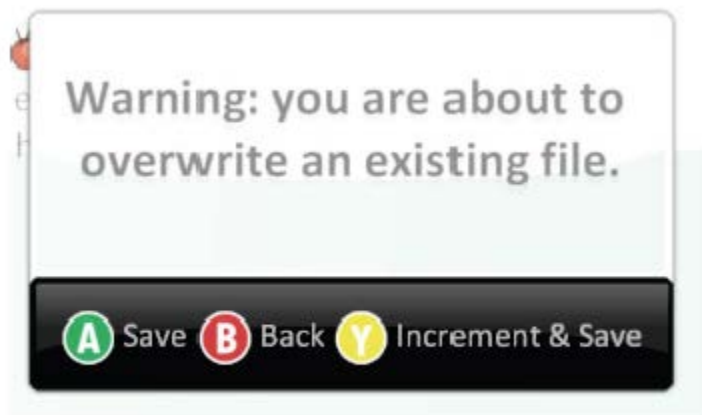 Warning: you are about to
overwrite an existing file.
A Save B Back Y Increment & Save